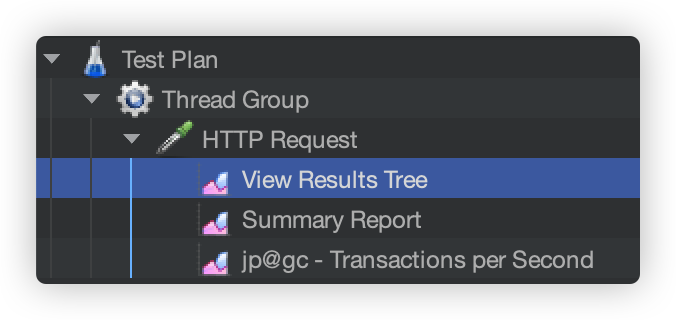 Test Plan
Thread Group
HTTP Request
View Results Tree
Summary Report
jp@gc - Transactions per Second